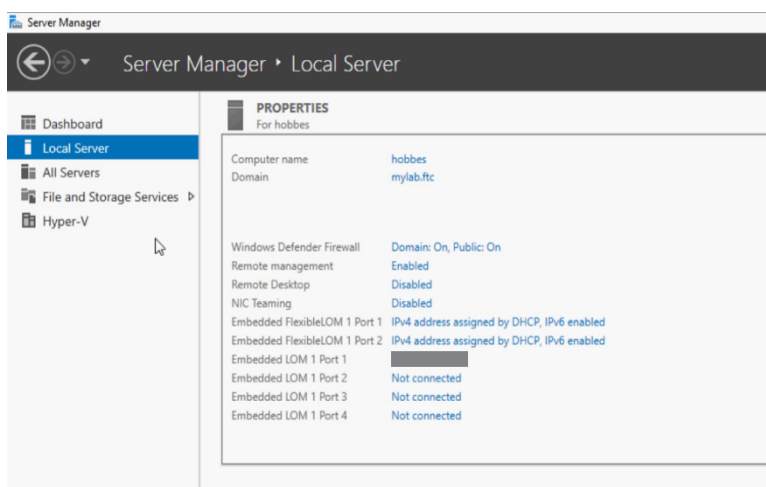 Server Manager
Server Manager • Local Server
Dashboard
Local Server
All Servers
File and Storage Services
Hyper-V
PROPERTIES
For hobbes
Computer name hobbes
Domain mylab.ftc
Windows Defender Firewall Domain: On, Public: On
Remote management Enabled
Remote Desktop Disabled
NIC Teaming Disabled
Embedded FlexibleLOM 1 Port 1 IPv4 address assigned by DHCP, IPv6 enabled
Embedded FlexibleLOM 1 Port 2 IPv4 address assigned by DHCP, IPv6 enabled
Embedded LOM 1 Port 1
Embedded LOM 1 Port 2 Not connected
Embedded LOM 1 Port 3 Not connected
Embedded LOM 1 Port 4 Not connected